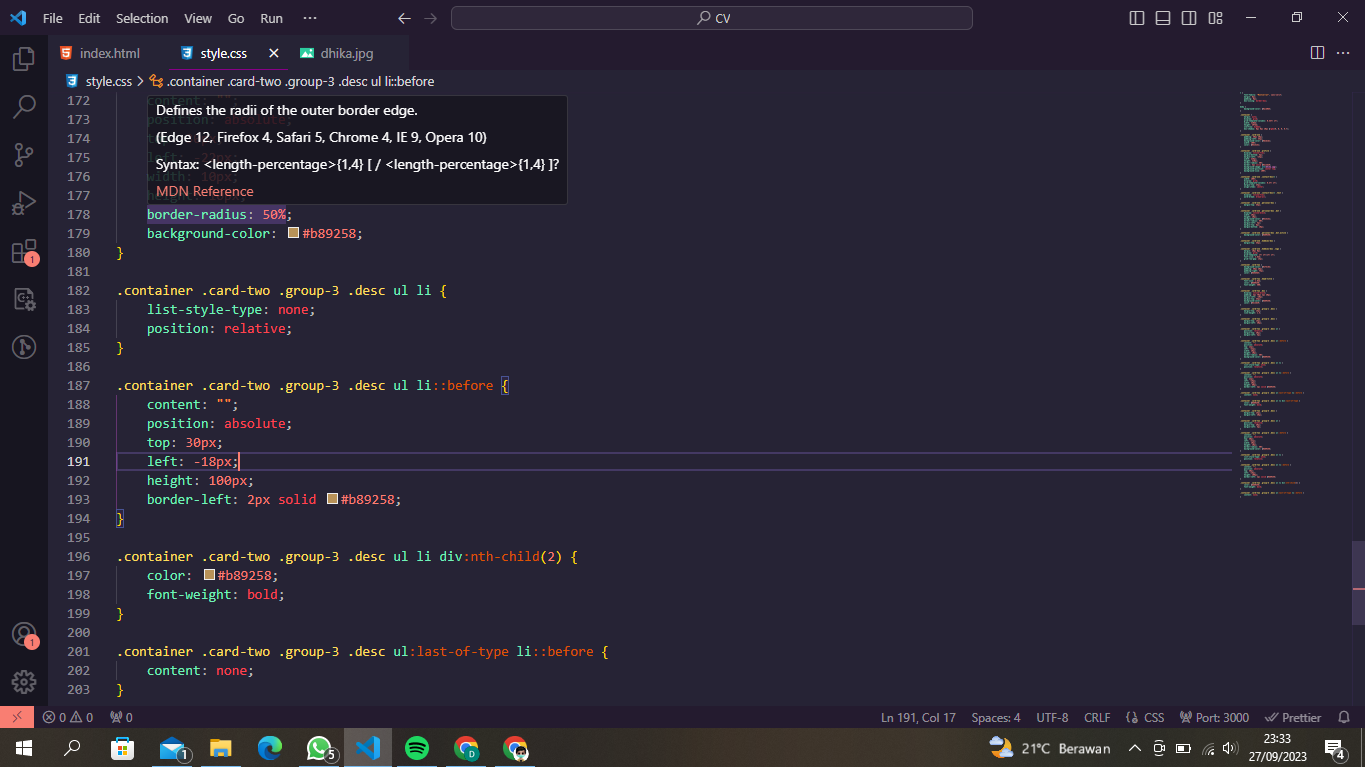 File Edit Selection View Go Run ···
CV
index.html style.css dhika.jpg
style.css > .container .card-two .group-3 .desc ul li::before
172 content: "";
173 position: absolute;
Defines the radii of the outer border edge.
(Edge 12, Firefox 4, Safari 5, Chrome 4, IE 9, Opera 10)
Syntax: <length-percentage>{1,4} [ / <length-percentage>{1,4} ]?
MDN Reference
174
175
176 width: 10px;
177
178 border-radius: 50%;
179 background-color: #b89258;
180 }
181
182 .container .card-two .group-3 .desc ul li {
183 list-style-type: none;
184 position: relative;
185 }
186
187 .container .card-two .group-3 .desc ul li::before {
188 content: "";
189 position: absolute;
190 top: 30px;
191 left: -18px;
192 height: 100px;
193 border-left: 2px solid #b89258;
194 }
195
196 .container .card-two .group-3 .desc ul li div:nth-child(2) {
197 color: #b89258;
198 font-weight: bold;
199 }
200
201 .container .card-two .group-3 .desc ul:last-of-type li::before {
202 content: none;
203 }
1
1
0 0 0 Ln 191, Col 17 Spaces: 4 UTF-8 CRLF CSS Port: 3000 Prettier
1 5 D 21°C Berawan 23:33
27/09/2023 4